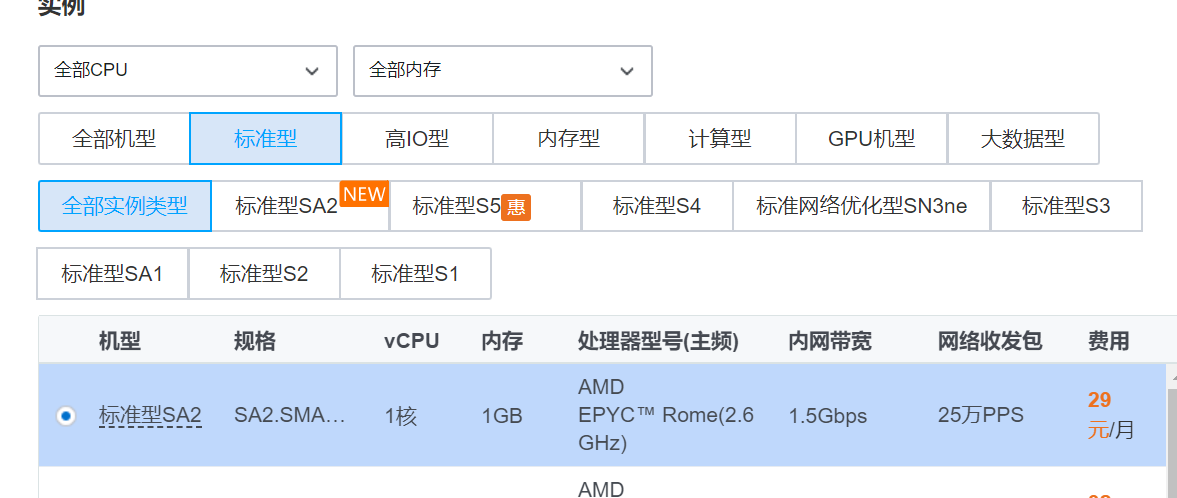 实例
全部CPU 全部内存
全部机型 标准型 高IO型 内存型 计算型 GPU机型 大数据型
全部实例类型 标准型SA2 NEW 标准型S5 惠 标准型S4 标准网络优化型SN3ne 标准型S3
标准型SA1 标准型S2 标准型S1
机型 规格 vCPU 内存 处理器型号(主频) 内网带宽 网络收发包 费用
标准型SA2 SA2.SMA… 1核 1GB AMD EPYC™ Rome(2.6 GHz) 1.5Gbps 25万PPS 29元/月
AMD